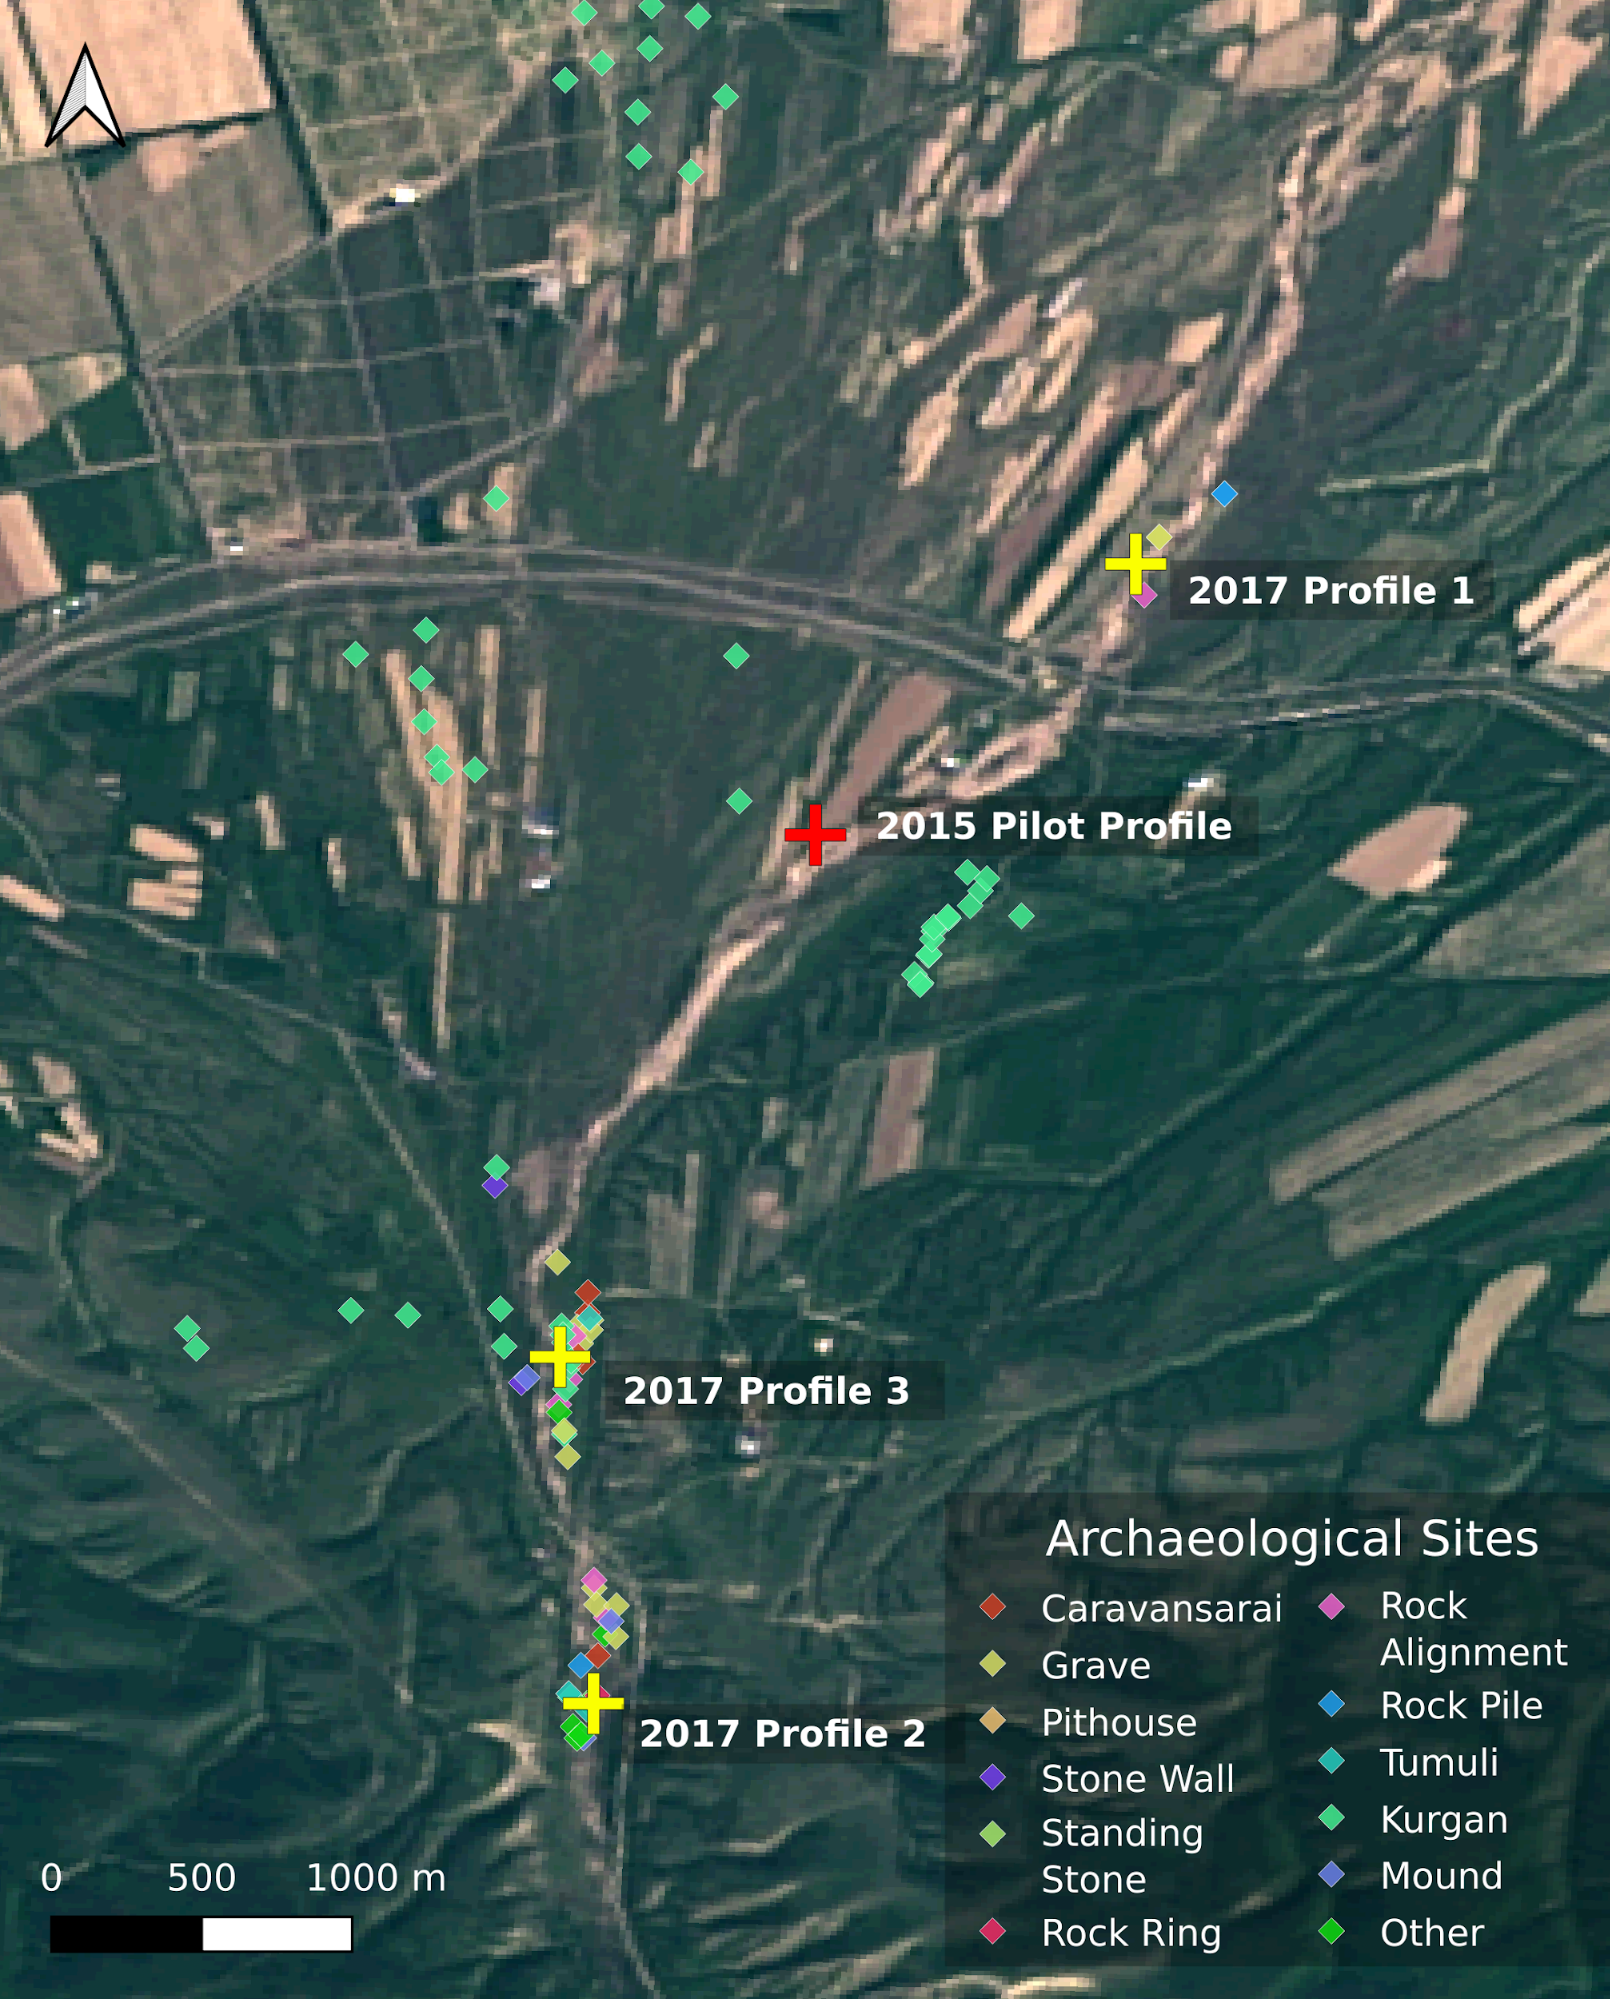 2017 Profile 1
2015 Pilot Profile
2017 Profile 3
2017 Profile 2
0 500 1000 m
Archaeological Sites
Caravansarai
Grave
Pithouse
Stone Wall
Standing
Stone
Rock Ring
Rock
Alignment
Rock Pile
Tumuli
Kurgan
Mound
Other